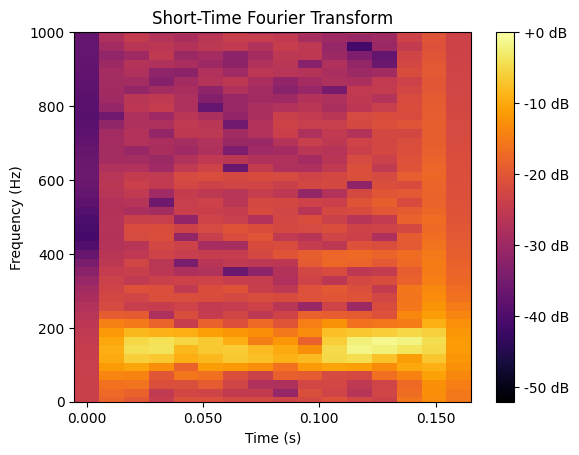 Short-Time Fourier Transform
1000
800
600
400
200
0
Frequency (Hz)
0.000
0.050
0.100
0.150
Time (s)
+0 dB
-10 dB
-20 dB
-30 dB
-40 dB
-50 dB